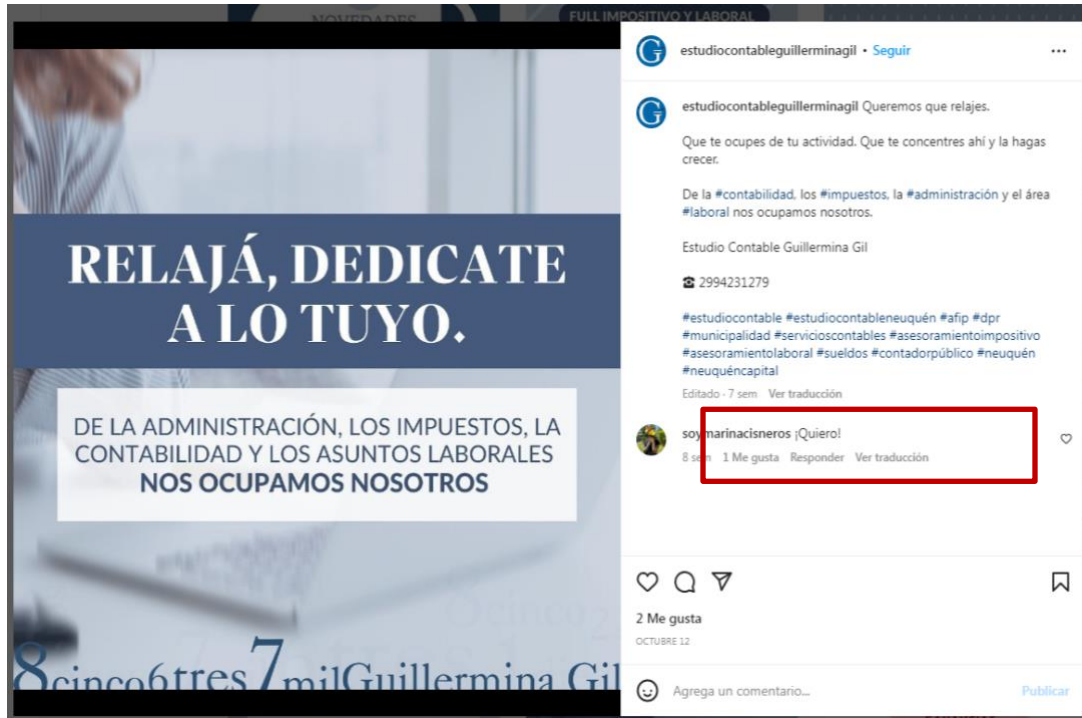 NOVEDADES
FULL IMPOSITIVO Y LABORAL
RELAJÁ, DEDICATE
A LO TUYO.
DE LA ADMINISTRACIÓN, LOS IMPUESTOS, LA
CONTABILIDAD Y LOS ASUNTOS LABORALES
NOS OCUPAMOS NOSOTROS
8cinco6tres7milGuillermina Gil
G estudiocontableguillerminagil • Seguir ...
G estudiocontableguillerminagil Queremos que relajes.
Que te ocupes de tu actividad. Que te concentres ahí y la hagas
crecer.
De la #contabilidad, los #impuestos, la #administración y el área
#laboral nos ocupamos nosotros.
Estudio Contable Guillermina Gil
☎ 2994231279
#estudiocontable #estudiocontableneuquén #afip #dpr
#municipalidad #servicioscontables #asesoramientoimpositivo
#asesoramientolaboral #sueldos #contadorpúblico #neuquén
#neuquéncapital
Editado · 7 sem Ver traducción
soymarinacisneros ¡Quiero!
8 sem 1 Me gusta Responder Ver traducción
2 Me gusta
OCTUBRE 12
Agrega un comentario... Publicar